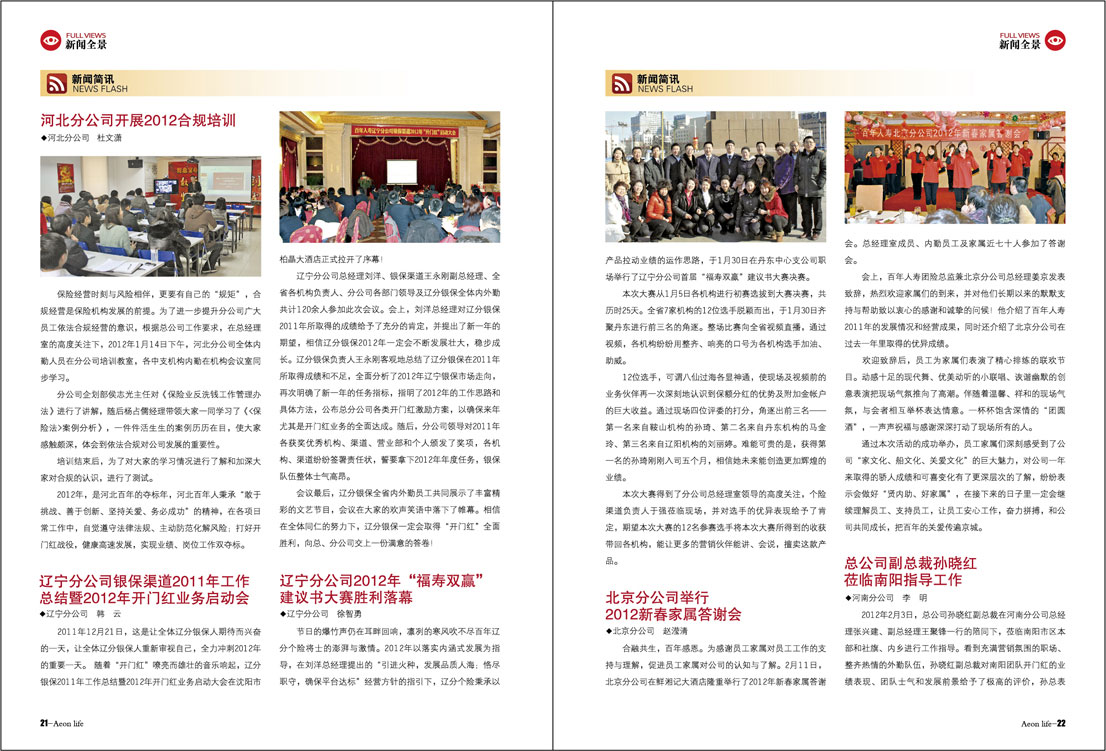 FULL VIEWS
新闻全景
新闻简讯
NEWS FLASH
河北分公司开展2012合规培训
◆河北分公司 杜文潇
保险经营时刻与风险相伴，更要有自己的“规矩”，合
规经营是保险机构发展的前提。为了进一步提升分公司广大
员工依法合规经营的意识，根据总公司工作要求，在总经理
室的高度关注下，2012年1月14日下午，河北分公司全体内
勤人员在分公司培训教室，各中支机构内勤在机构会议室同
步学习。
分公司企划部侯志光主任对《保险业反洗钱工作管理办
法》进行了讲解，随后杨占儒经理带领大家一同学习了《<保
险法>案例分析》，一件件活生生的案例历历在目，使大家
感触颇深，体会到依法合规对公司发展的重要性。
培训结束后，为了对大家的学习情况进行了解和加深大
家对合规的认识，进行了测试。
2012年，是河北百年的夺标年，河北百年人秉承“敢于
挑战、善于创新、坚持关爱、务必成功”的精神，在各项日
常工作中，自觉遵守法律法规、主动防范化解风险；打好开
门红战役，健康高速发展，实现业绩、岗位工作双夺标。
辽宁分公司银保渠道2011年工作
总结暨2012年开门红业务启动会
◆辽宁分公司 韩 云
2011年12月21日，这是让全体辽分银保人期待而兴奋
的一天，让全体辽分银保人重新审视自己，全力冲刺2012年
的重要一天。 随着“开门红”嘹亮而雄壮的音乐响起，辽分
银保2011年工作总结暨2012年开门红业务启动大会在沈阳市
百年人寿辽宁分公司银保渠道2012年“开门红”启动大会
柏晶大酒店正式拉开了序幕！
辽宁分公司总经理刘洋、银保渠道王永刚副总经理、全
省各机构负责人、分公司各部门领导及辽分银保全体内外勤
共计120余人参加此次会议。会上，刘洋总经理对辽分银保
2011年所取得的成绩给予了充分的肯定，并提出了新一年的
期望，相信辽分银保2012年一定会不断发展壮大，稳步成
长。辽分银保负责人王永刚客观地总结了辽分银保在2011年
所取得成绩和不足，全面分析了2012年辽宁银保市场走向，
再次明确了新一年的任务指标，指明了2012年的工作思路和
具体方法，公布总分公司各类开门红激励方案，以确保来年
尤其是开门红业务的全面达成。随后，分公司领导对2011年
各获奖优秀机构、渠道、营业部和个人颁发了奖项，各机
构、渠道纷纷签署责任状，誓要拿下2012年年度任务，银保
队伍整体士气高昂。
会议最后，辽分银保全省内外勤员工共同展示了丰富精
彩的文艺节目，会议在大家的欢声笑语中落下了帷幕。相信
在全体同仁的努力下，辽分银保一定会取得“开门红”全面
胜利，向总、分公司交上一份满意的答卷！
辽宁分公司2012年“福寿双赢”
建议书大赛胜利落幕
◆辽宁分公司 徐智勇
节日的爆竹声仍在耳畔回响，凛冽的寒风吹不尽百年辽
分个险将士的澎湃与激情。2012年以落实内涵式发展为指
导，在刘洋总经理提出的“引进火种，发展品质人海；恪尽
职守，确保平台达标”经营方针的指引下，辽分个险秉承以
21-Aeon life
FULL VIEWS
新闻全景
新闻简讯
NEWS FLASH
产品拉动业绩的运作思路，于1月30日在丹东中心支公司职
场举行了辽宁分公司首届“福寿双赢”建议书大赛决赛。
本次大赛从1月5日各机构进行初赛选拔到大赛决赛，共
历时25天。全省7家机构的12位选手脱颖而出，于1月30日齐
聚丹东进行前三名的角逐。整场比赛向全省视频直播，通过
视频，各机构纷纷用整齐、响亮的口号为各机构选手加油、
助威。
12位选手，可谓八仙过海各显神通，使现场及视频前的
业务伙伴再一次深刻地认识到保额分红的优势及附加金帐户
的巨大收益。通过现场四位评委的打分，角逐出前三名——
第一名来自鞍山机构的孙琦、第二名来自丹东机构的马金
玲、第三名来自辽阳机构的刘丽婷。难能可贵的是，获得第
一名的孙琦刚刚入司五个月，相信她未来能创造更加辉煌的
业绩。
本次大赛得到了分公司总经理室领导的高度关注，个险
渠道负责人于强莅临现场，并对选手的优异表现给予了肯
定，期望本次大赛的12名参赛选手将本次大赛所得到的收获
带回各机构，能让更多的营销伙伴能讲、会说，擅卖这款产
品。
北京分公司举行
2012新春家属答谢会
◆北京分公司 赵滢清
合融共生，百年感恩。为感谢员工家属对员工工作的支
持与理解，促进员工家属对公司的认知与了解。2月11日，
北京分公司在鲜湘记大酒店隆重举行了2012年新春家属答谢
百年人寿北京分公司2012年新春家属答谢会
会。总经理室成员、内勤员工及家属近七十人参加了答谢
会。
会上，百年人寿团险总监兼北京分公司总经理姜京发表
致辞，热烈欢迎家属们的到来，并对他们长期以来的默默支
持与帮助致以衷心的感谢和诚挚的问候！他介绍了百年人寿
2011年的发展情况和经营成果，同时还介绍了北京分公司在
过去一年里取得的优异成绩。
欢迎致辞后，员工为家属们表演了精心排练的联欢节
目。动感十足的现代舞、优美动听的小联唱、诙谐幽默的创
意表演把现场气氛推向了高潮。伴随着温馨、祥和的现场气
氛，与会者相互举杯表达情意。一杯杯饱含深情的“团圆
酒”，一声声祝福与感谢深深打动了现场所有的人。
通过本次活动的成功举办，员工家属们深刻感受到了公
司“家文化、船文化、关爱文化”的巨大魅力，对公司一年
来取得的骄人成绩和可喜变化有了更深层次的了解，纷纷表
示会做好“贤内助、好家属”，在接下来的日子里一定会继
续理解员工、支持员工，让员工安心工作，奋力拼搏，和公
司共同成长，把百年的关爱传遍京城。
总公司副总裁孙晓红
莅临南阳指导工作
◆河南分公司 李 明
2012年2月3日，总公司孙晓红副总裁在河南分公司总经
理张兴建、副总经理王聚锋一行的陪同下，莅临南阳市区本
部和社旗、内乡进行工作指导。看到充满营销氛围的职场、
整齐热情的外勤队伍，孙晓红副总裁对南阳团队开门红的业
绩表现、团队士气和发展前景给予了极高的评价，孙总表
Aeon life-22